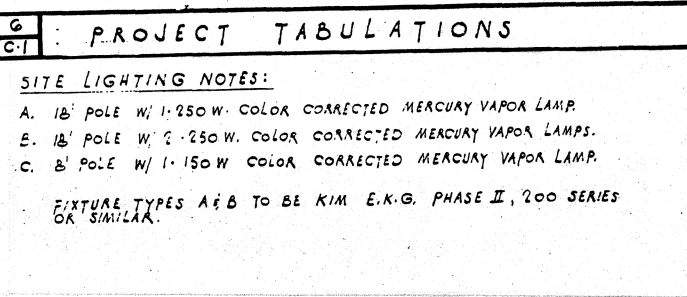 6
C-1
: PROJECT TABULATIONS
SITE LIGHTING NOTES:
A. 18' POLE W/ 1-250 W. COLOR CORRECTED MERCURY VAPOR LAMP.
B. 18' POLE W/ 2-250 W. COLOR CORRECTED MERCURY VAPOR LAMPS.
C. 8' POLE W/ 1-150 W COLOR CORRECTED MERCURY VAPOR LAMP.
FIXTURE TYPES A & B TO BE KIM E.K.G. PHASE II, 200 SERIES
OR SIMILAR.